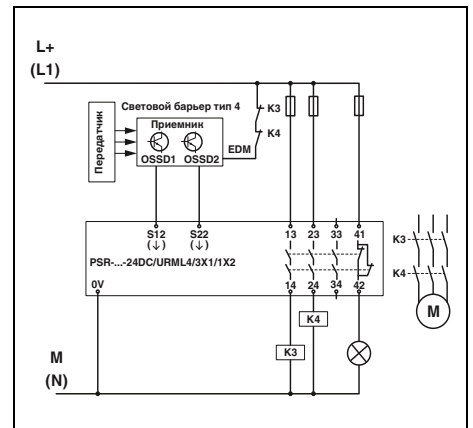 L+
(L1)
Световой барьер тип 4
Передатчик
Приемник
OSSD1 OSSD2
EDM
K3
K4
S12 S22 13 23 33 41
(↓) (↓)
PSR-...-24DC/URML4/3X1/1X2
0V 14 24 34 42
K3
K4
M
K4
K3
M
(N)